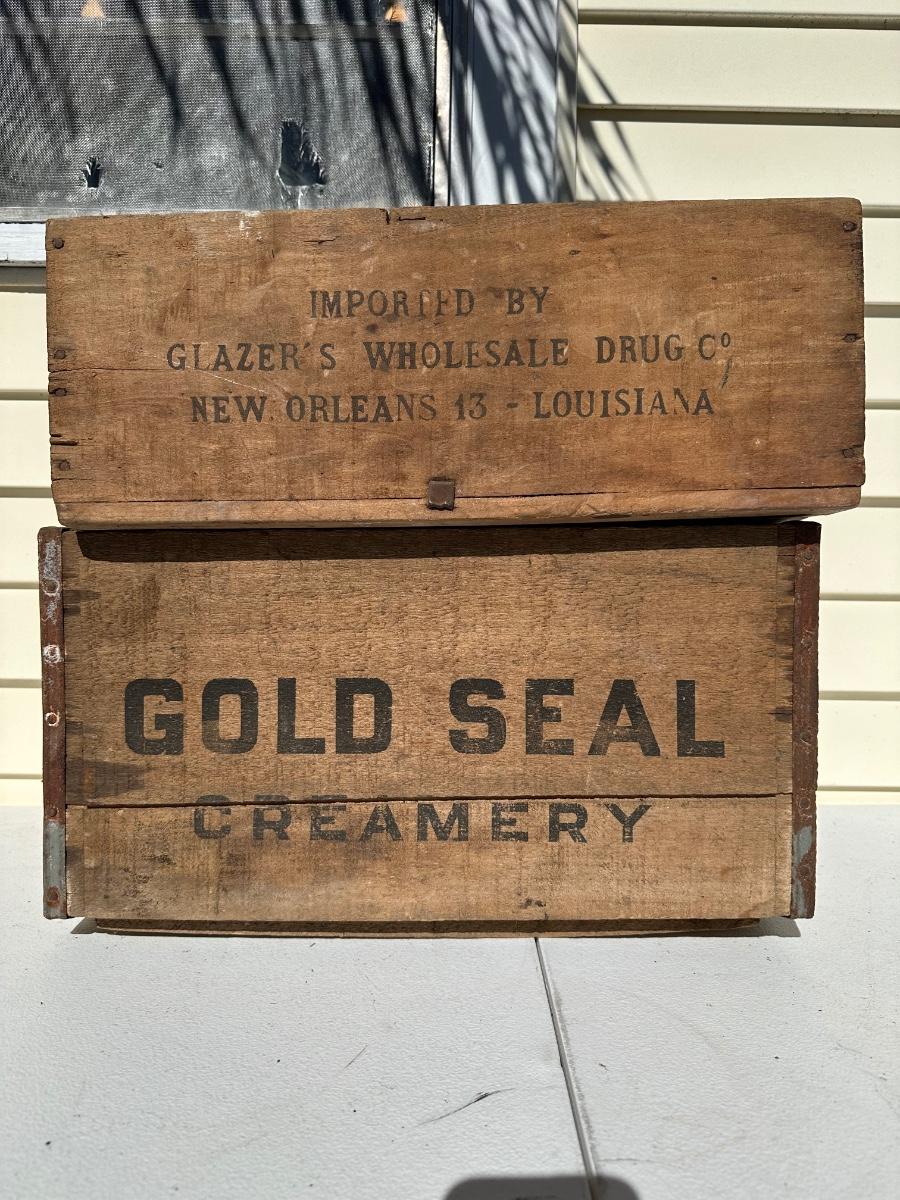 IMPORTED BY
GLAZER'S WHOLESALE DRUG Cº
NEW ORLEANS 13 - LOUISIANA
GOLD SEAL
CREAMERY